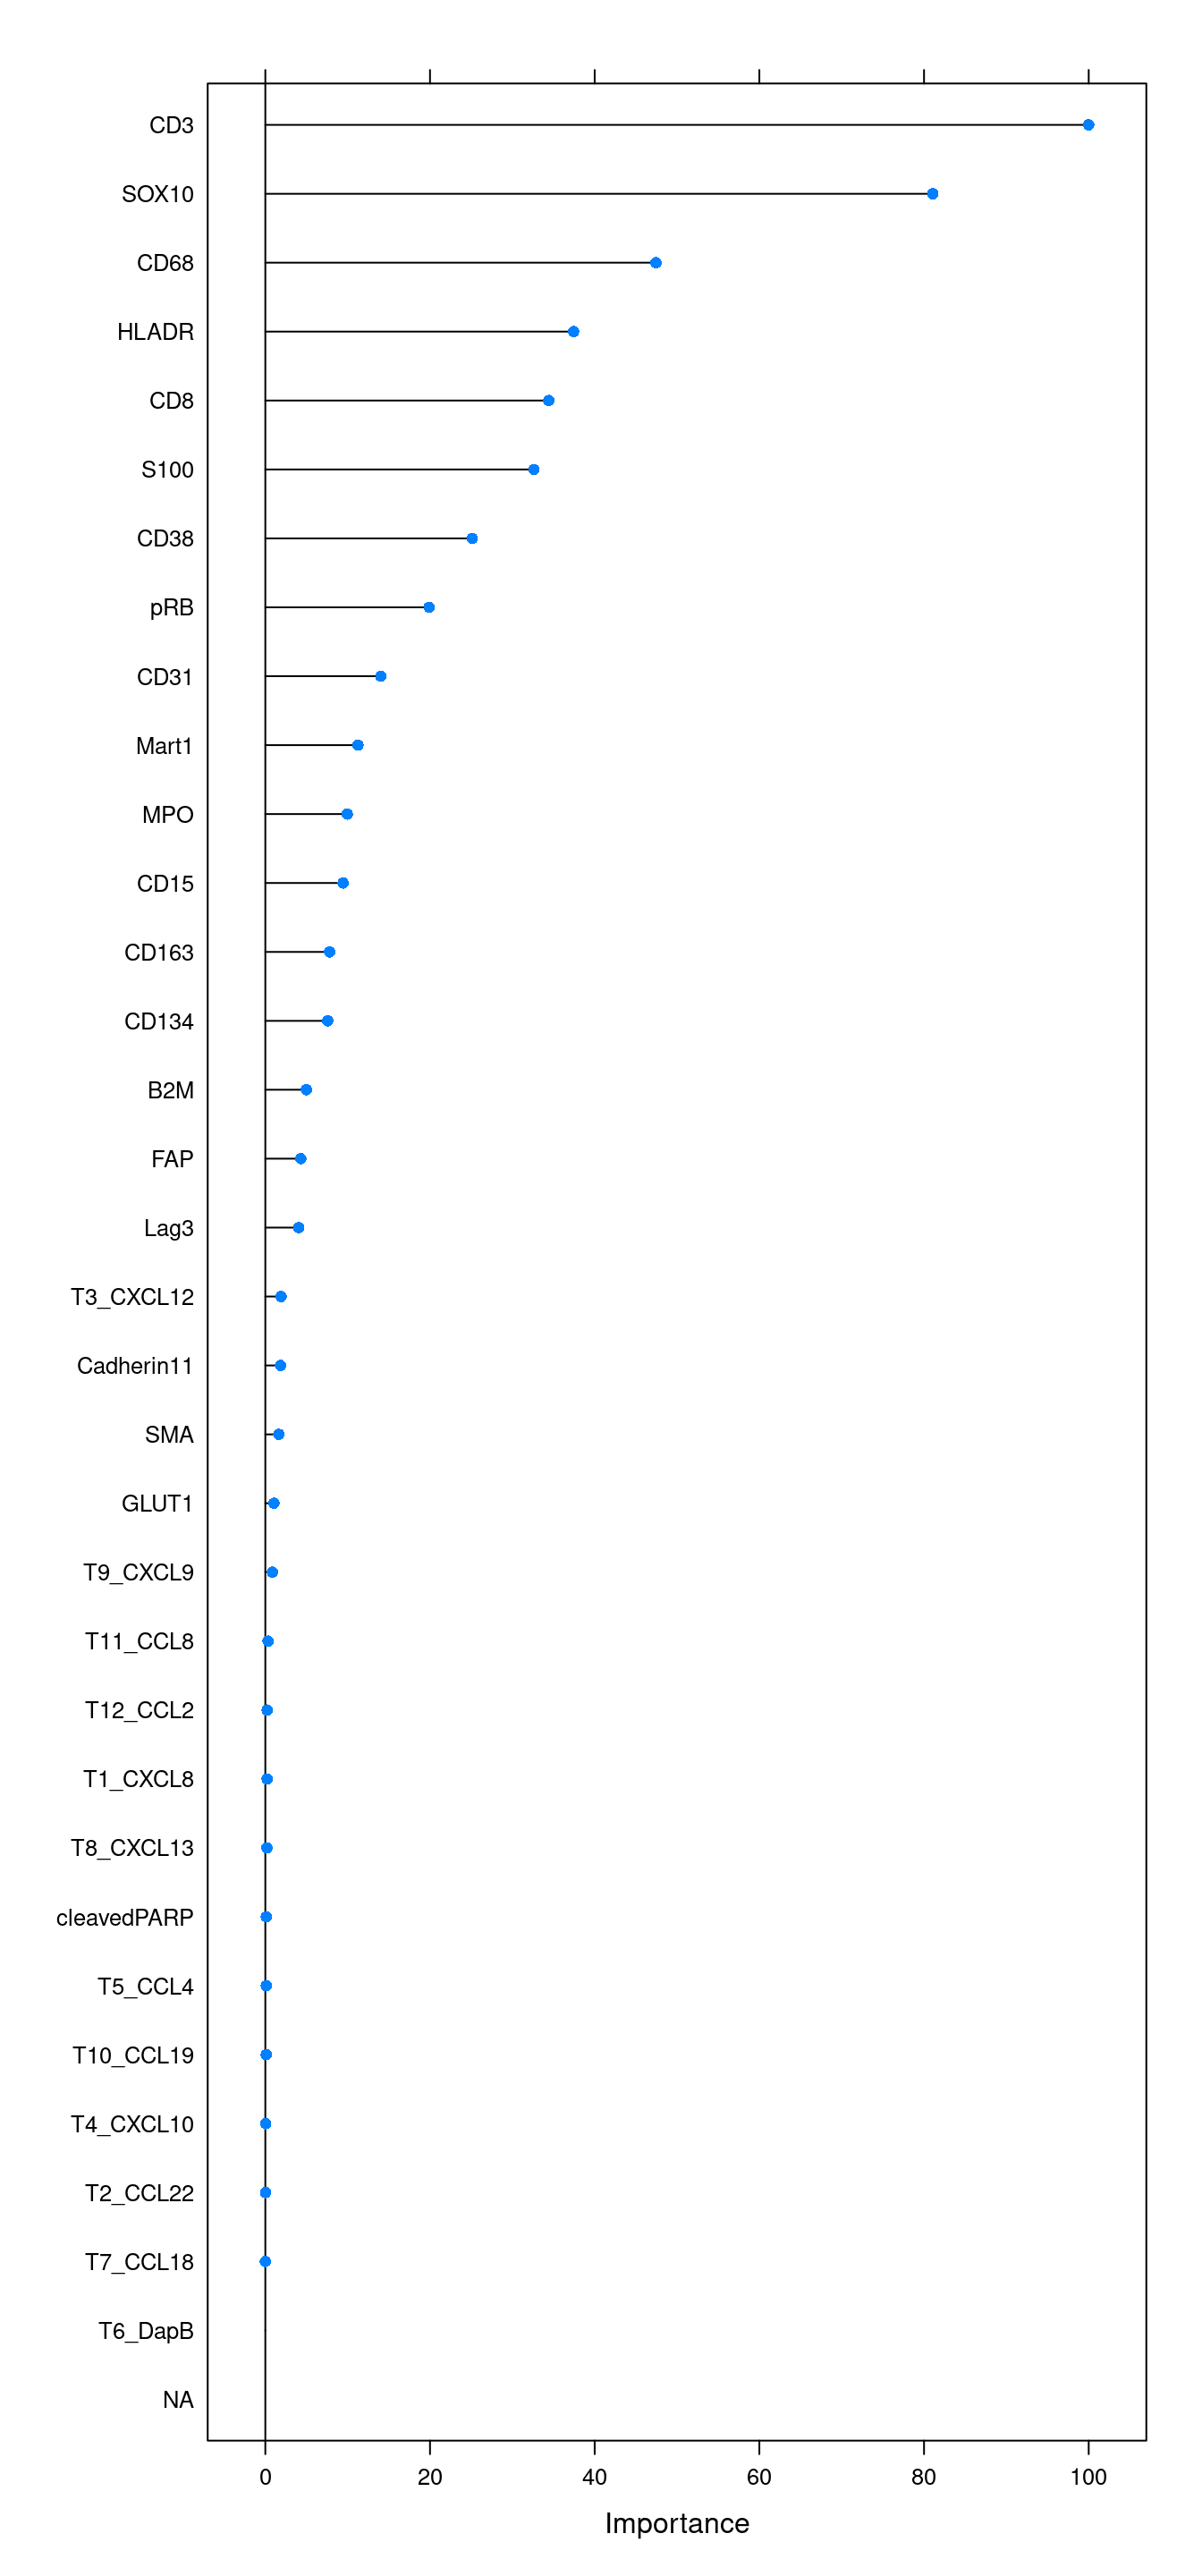 CD3
SOX10
CD68
HLADR
CD8
S100
CD38
pRB
CD31
Mart1
MPO
CD15
CD163
CD134
B2M
FAP
Lag3
T3_CXCL12
Cadherin11
SMA
GLUT1
T9_CXCL9
T11_CCL8
T12_CCL2
T1_CXCL8
T8_CXCL13
cleavedPARP
T5_CCL4
T10_CCL19
T4_CXCL10
T2_CCL22
T7_CCL18
T6_DapB
NA
0 20 40 60 80 100
Importance